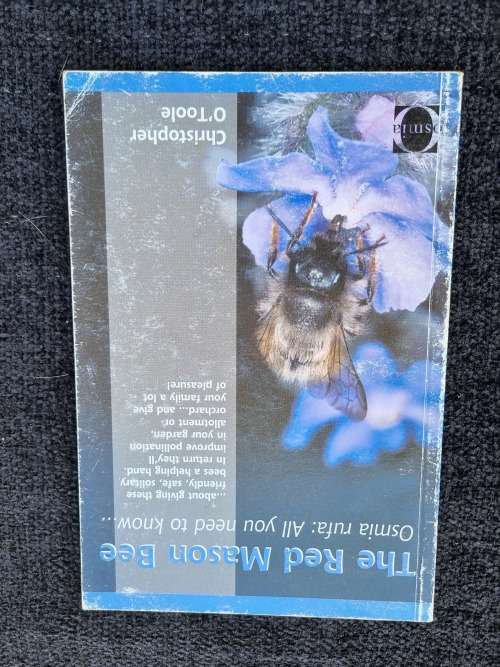 The Red Mason Bee
Osmia rufa: All you need to know...
...about giving these
friendly, safe, solitary
bees a helping hand.
In return they'll
improve pollination
in your garden,
allotment or
orchard... and give
your family a lot
of pleasure!
Christopher
O'Toole
Osmia